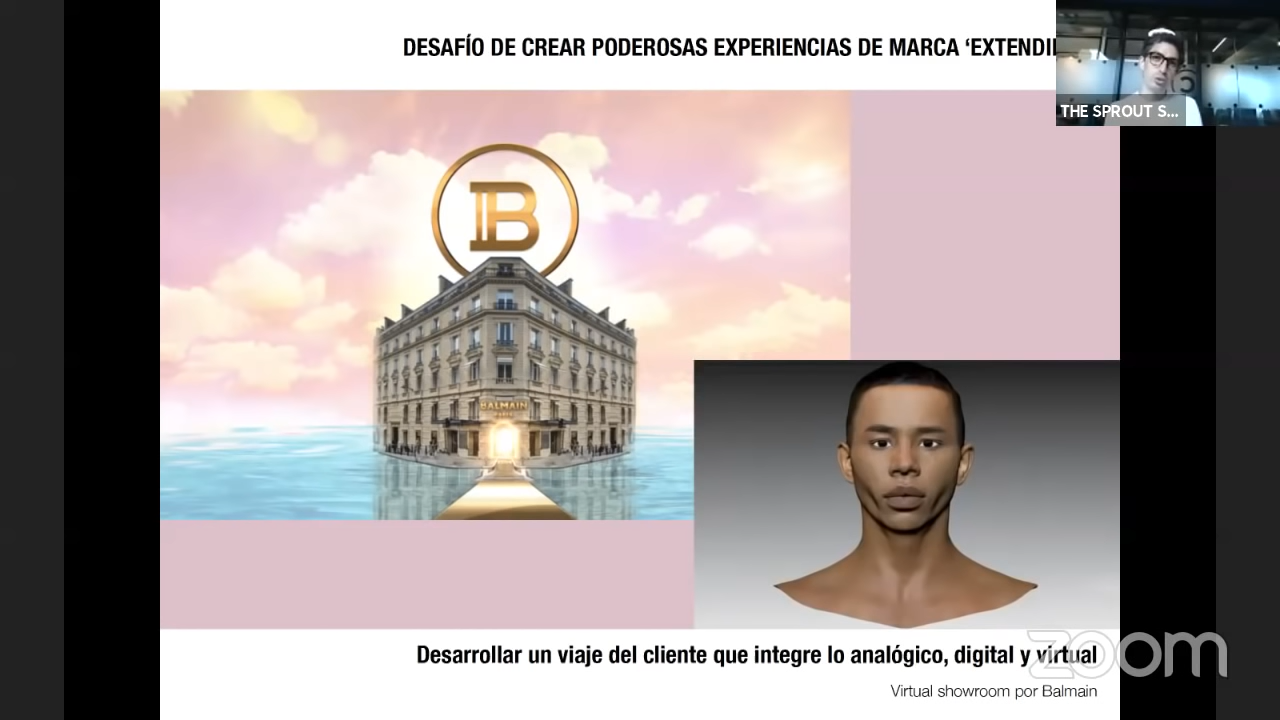 DESAFÍO DE CREAR PODEROSAS EXPERIENCIAS DE MARCA ‘EXTENDI
THE SPROUT S...
B
BALMAIN
Desarrollar un viaje del cliente que integre lo analógico, digital y virtual
Virtual showroom por Balmain
zoom